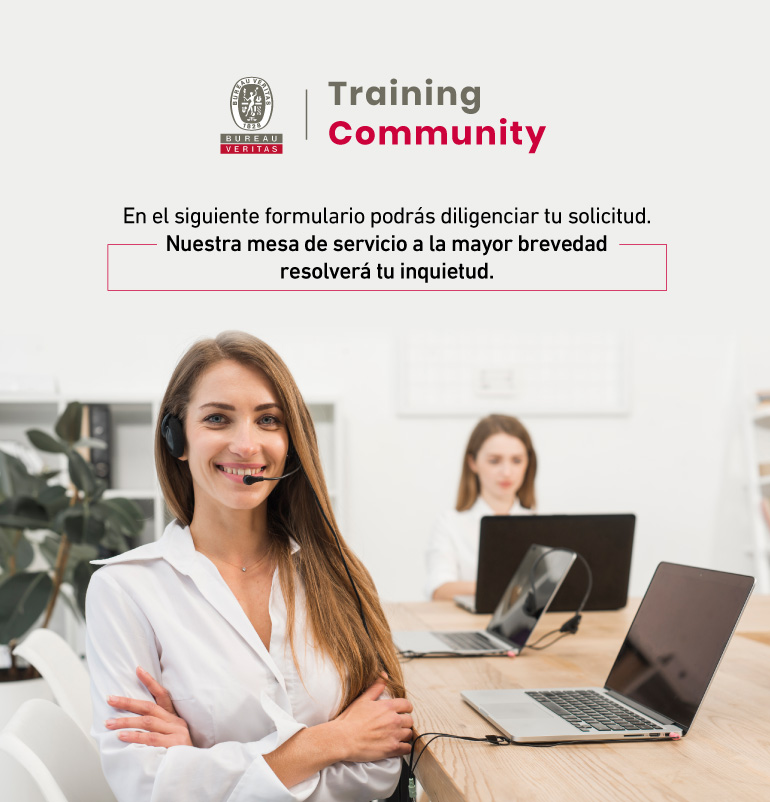 BUREAU VERITAS
1828
BUREAU
VERITAS
Training
Community
En el siguiente formulario podrás diligenciar tu solicitud.
Nuestra mesa de servicio a la mayor brevedad
resolverá tu inquietud.